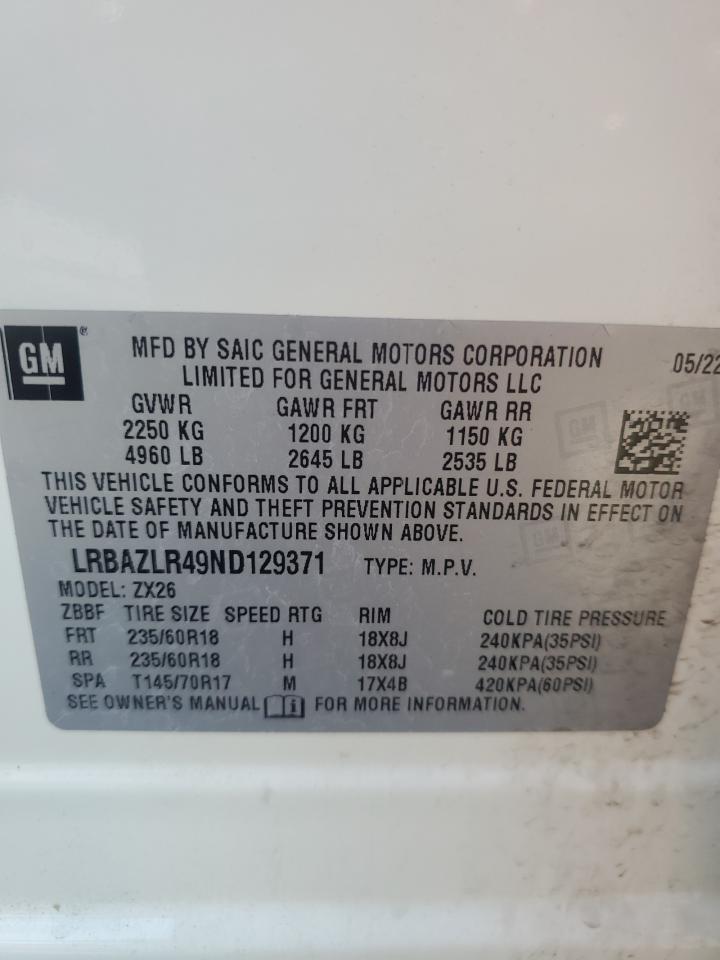 GM ®
MFD BY SAIC GENERAL MOTORS CORPORATION 05/22
LIMITED FOR GENERAL MOTORS LLC
GVWR GAWR FRT GAWR RR
2250 KG 1200 KG 1150 KG
4960 LB 2645 LB 2535 LB
THIS VEHICLE CONFORMS TO ALL APPLICABLE U.S. FEDERAL MOTOR
VEHICLE SAFETY AND THEFT PREVENTION STANDARDS IN EFFECT ON
THE DATE OF MANUFACTURE SHOWN ABOVE.
LRBAZLR49ND129371 TYPE: M.P.V.
MODEL: ZX26
ZBBF TIRE SIZE SPEED RTG RIM COLD TIRE PRESSURE
FRT 235/60R18 H 18X8J 240KPA(35PSI)
RR 235/60R18 H 18X8J 240KPA(35PSI)
SPA T145/70R17 M 17X4B 420KPA(60PSI)
SEE OWNER'S MANUAL i FOR MORE INFORMATION.